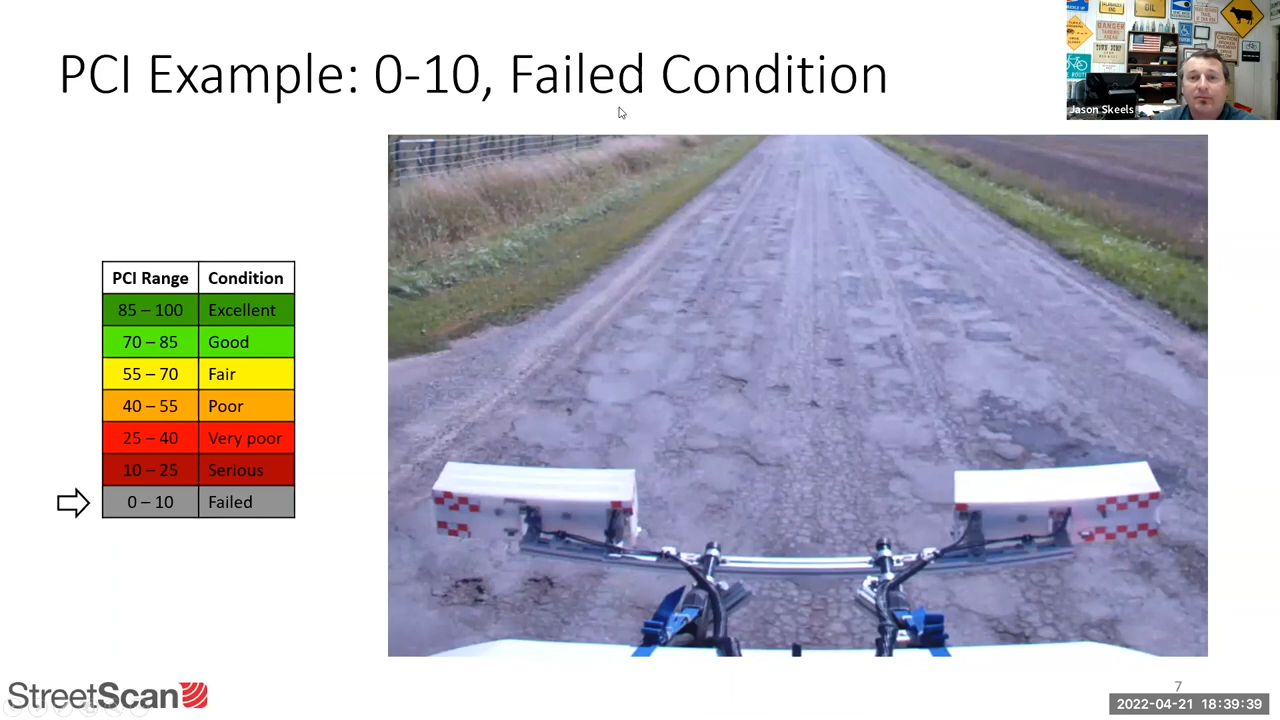 PCI Example: 0-10, Failed Condition
Jason Skeels
PCI Range Condition
85 – 100 Excellent
70 – 85 Good
55 – 70 Fair
40 – 55 Poor
25 – 40 Very poor
10 – 25 Serious
0 – 10 Failed
StreetScan
7
2022-04-21 18:39:39